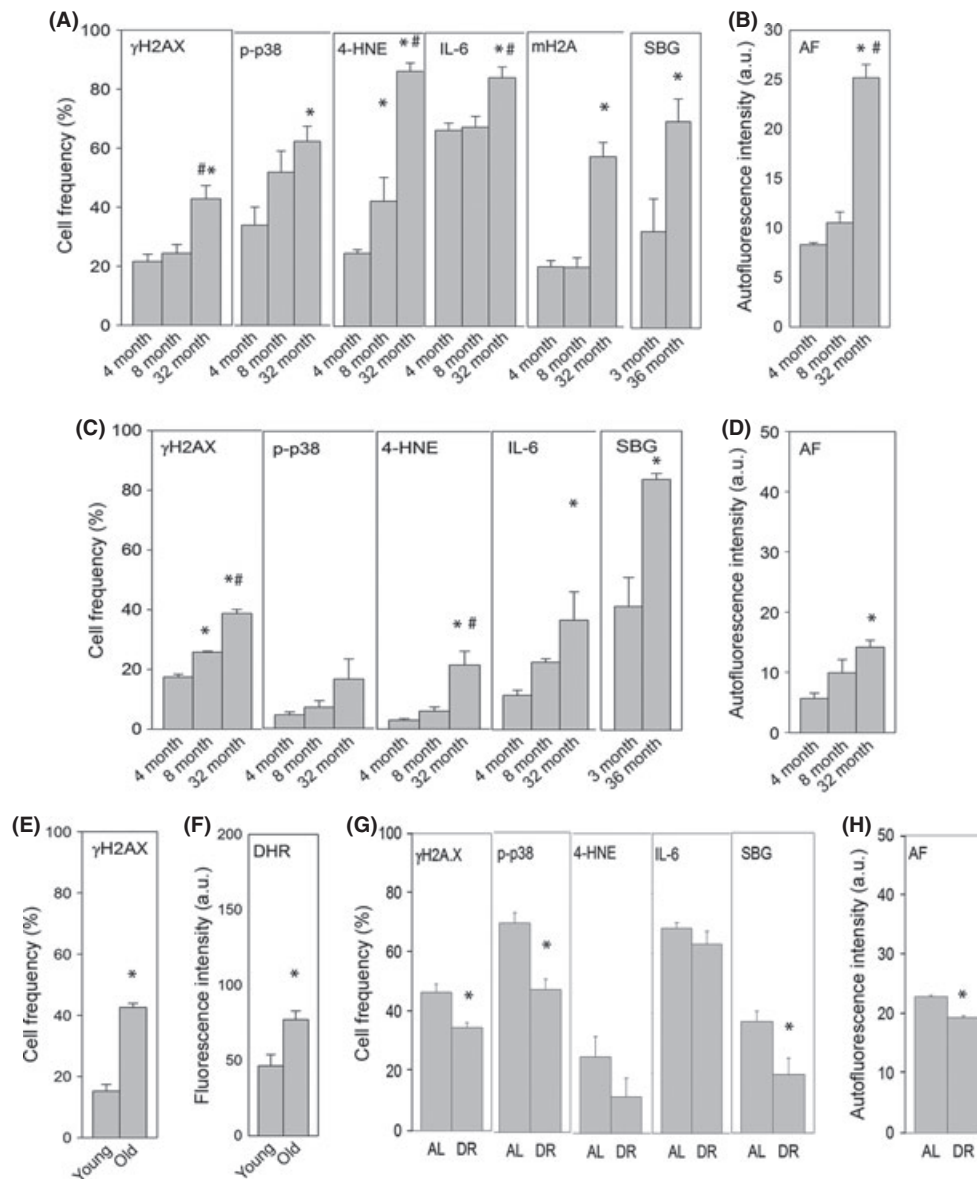 (A)
Cell frequency (%)
100
80
60
40
20
0
γH2AX
p-p38
4-HNE
IL-6
mH2A
SBG
#*
*
*
*#
*#
*
*
4 month
8 month
32 month
4 month
8 month
32 month
4 month
8 month
32 month
4 month
8 month
32 month
4 month
8 month
32 month
3 month
36 month
(B)
Autofluorescence intensity (a.u.)
30
25
20
15
10
5
0
AF
* #
4 month
8 month
32 month
(C)
Cell frequency (%)
100
80
60
40
20
0
γH2AX
p-p38
4-HNE
IL-6
SBG
*
*#
* #
*
*
4 month
8 month
32 month
4 month
8 month
32 month
4 month
8 month
32 month
4 month
8 month
32 month
3 month
36 month
(D)
Autofluorescence intensity (a.u.)
50
40
30
20
10
0
AF
*
4 month
8 month
32 month
(E)
Cell frequency (%)
100
80
60
40
20
0
γH2AX
*
Young
Old
(F)
Fluorescence intensity (a.u.)
200
150
100
50
0
DHR
*
Young
Old
(G)
Cell frequency (%)
100
80
60
40
20
0
γH2A.X
p-p38
4-HNE
IL-6
SBG
*
*
*
AL DR
AL DR
AL DR
AL DR
AL DR
(H)
Autofluorescence intensity (a.u.)
50
40
30
20
10
0
AF
*
AL DR